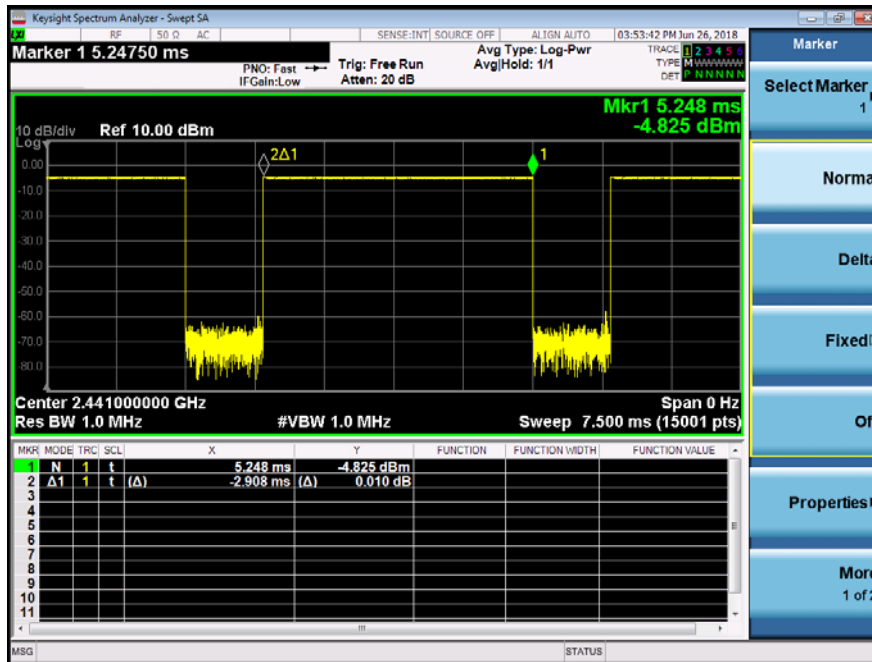 Keysight Spectrum Analyzer - Swept SA
LXI RF 50 Ω AC SENSE:INT SOURCE OFF ALIGN AUTO 03:53:42 PM Jun 26, 2018
Marker 1 5.24750 ms
PNO: Fast
IFGain:Low
Trig: Free Run
Atten: 20 dB
Avg Type: Log-Pwr
Avg|Hold: 1/1
TRACE 1 2 3 4 5 6
TYPE M WWWWW
DET P N N N N N
Mkr1 5.248 ms
-4.825 dBm
10 dB/div Ref 10.00 dBm
Log
2Δ1
1
0.00
-10.0
-20.0
-30.0
-40.0
-50.0
-60.0
-70.0
-80.0
Center 2.441000000 GHz Span 0 Hz
Res BW 1.0 MHz #VBW 1.0 MHz Sweep 7.500 ms (15001 pts)
MKR MODE TRC SCL X Y FUNCTION FUNCTION WIDTH FUNCTION VALUE
1 N 1 t 5.248 ms -4.825 dBm
2 Δ1 1 t (Δ) -2.908 ms (Δ) 0.010 dB
3
4
5
6
7
8
9
10
11
MSG STATUS
Marker
Select Marker
1
Norma
Delta
Fixed
Of
Properties
More
1 of 2